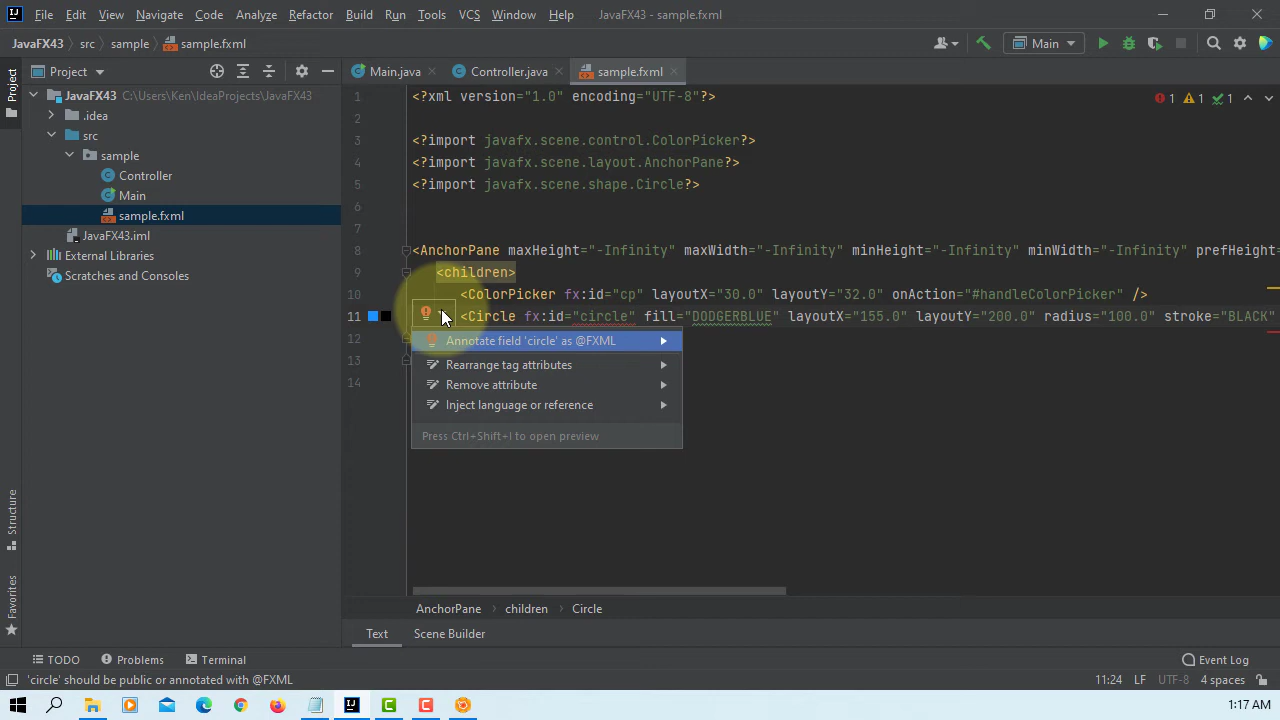 File Edit View Navigate Code Analyze Refactor Build Run Tools VCS Window Help JavaFX43 - sample.fxml
JavaFX43 src sample sample.fxml Main
Project
Project Main.java Controller.java sample.fxml
JavaFX43 C:\Users\Ken\IdeaProjects\JavaFX43
.idea
src
sample
Controller
Main
sample.fxml
JavaFX43.iml
External Libraries
Scratches and Consoles
1 1 1
1 <?xml version="1.0" encoding="UTF-8"?>
2
3 <?import javafx.scene.control.ColorPicker?>
4 <?import javafx.scene.layout.AnchorPane?>
5 <?import javafx.scene.shape.Circle?>
6
7
8 <AnchorPane maxHeight="-Infinity" maxWidth="-Infinity" minHeight="-Infinity" minWidth="-Infinity" prefHeight=
9 <children>
10 <ColorPicker fx:id="cp" layoutX="30.0" layoutY="32.0" onAction="#handleColorPicker" />
11 <Circle fx:id="circle" fill="DODGERBLUE" layoutX="155.0" layoutY="200.0" radius="100.0" stroke="BLACK"
12
13
14
Annotate field 'circle' as @FXML
Rearrange tag attributes
Remove attribute
Inject language or reference
Press Ctrl+Shift+I to open preview
Structure
Favorites
AnchorPane children Circle
Text Scene Builder
TODO Problems Terminal Event Log
'circle' should be public or annotated with @FXML 11:24 LF UTF-8 4 spaces
1:17 AM